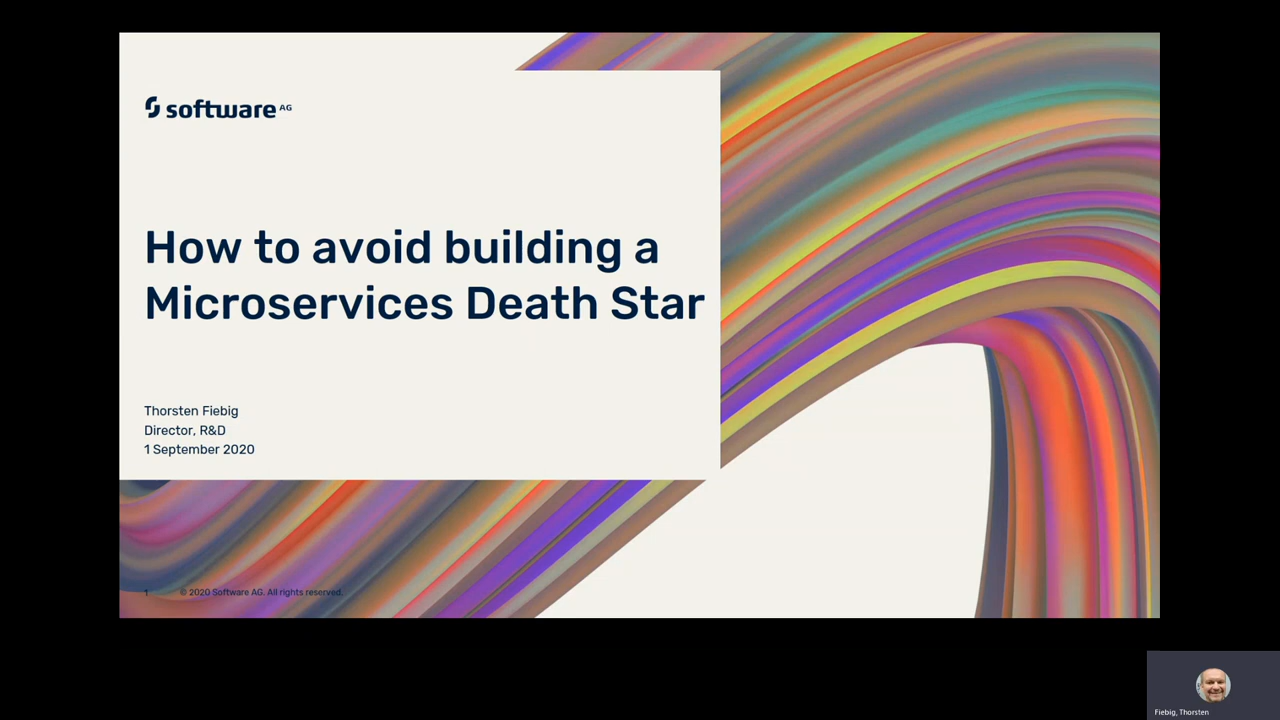 software AG
How to avoid building a
Microservices Death Star
Thorsten Fiebig
Director, R&D
1 September 2020
1 © 2020 Software AG. All rights reserved.
Fiebig, Thorsten